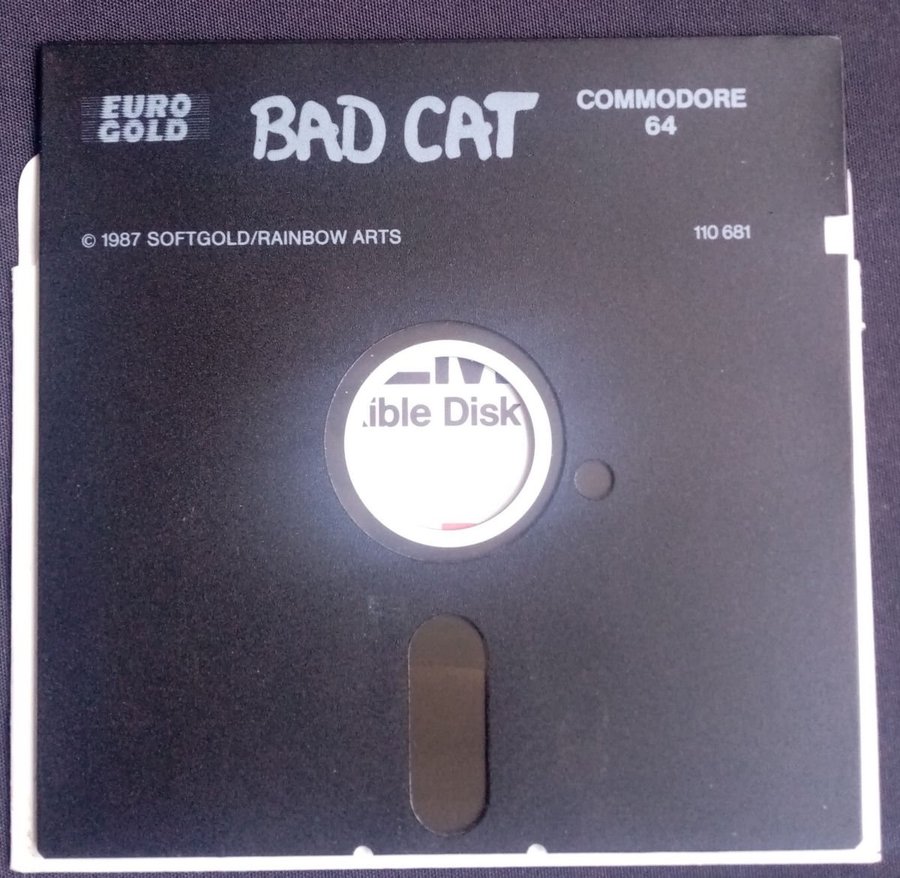 EURO
GOLD
BAD CAT
COMMODORE
64
© 1987 SOFTGOLD/RAINBOW ARTS
110 681
ible Disk